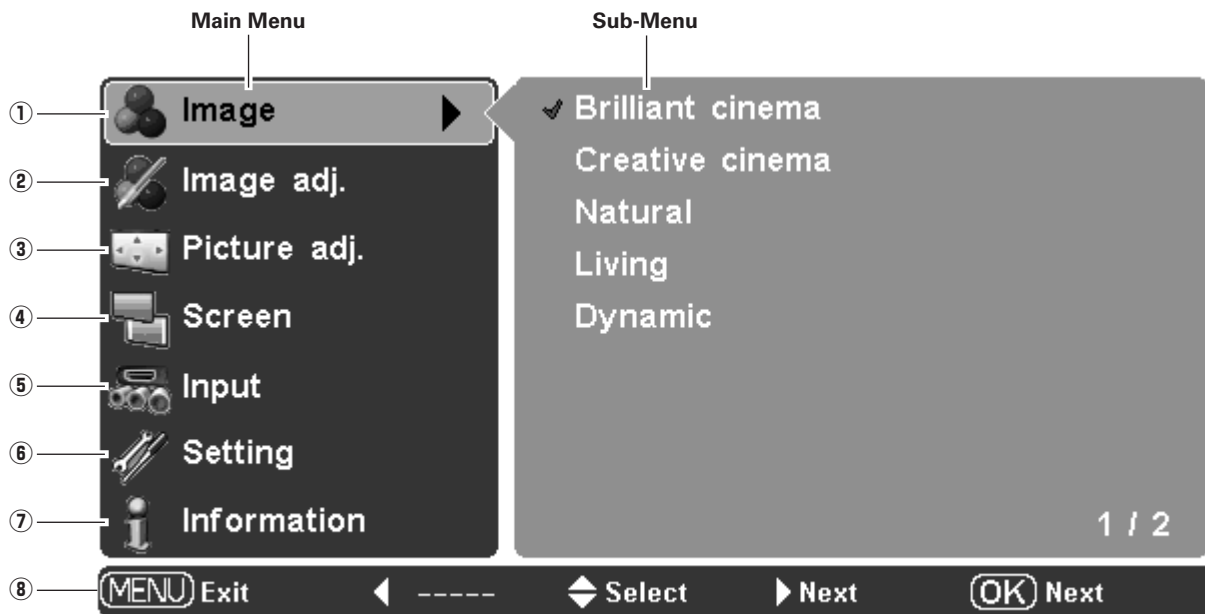 Main Menu Sub-Menu
① Image Brilliant cinema
Creative cinema
② Image adj.
Natural
③ Picture adj.
Living
④ Screen Dynamic
⑤ Input
⑥ Setting
⑦ Information 1 / 2
⑧ MENU Exit ----- Select Next OK Next